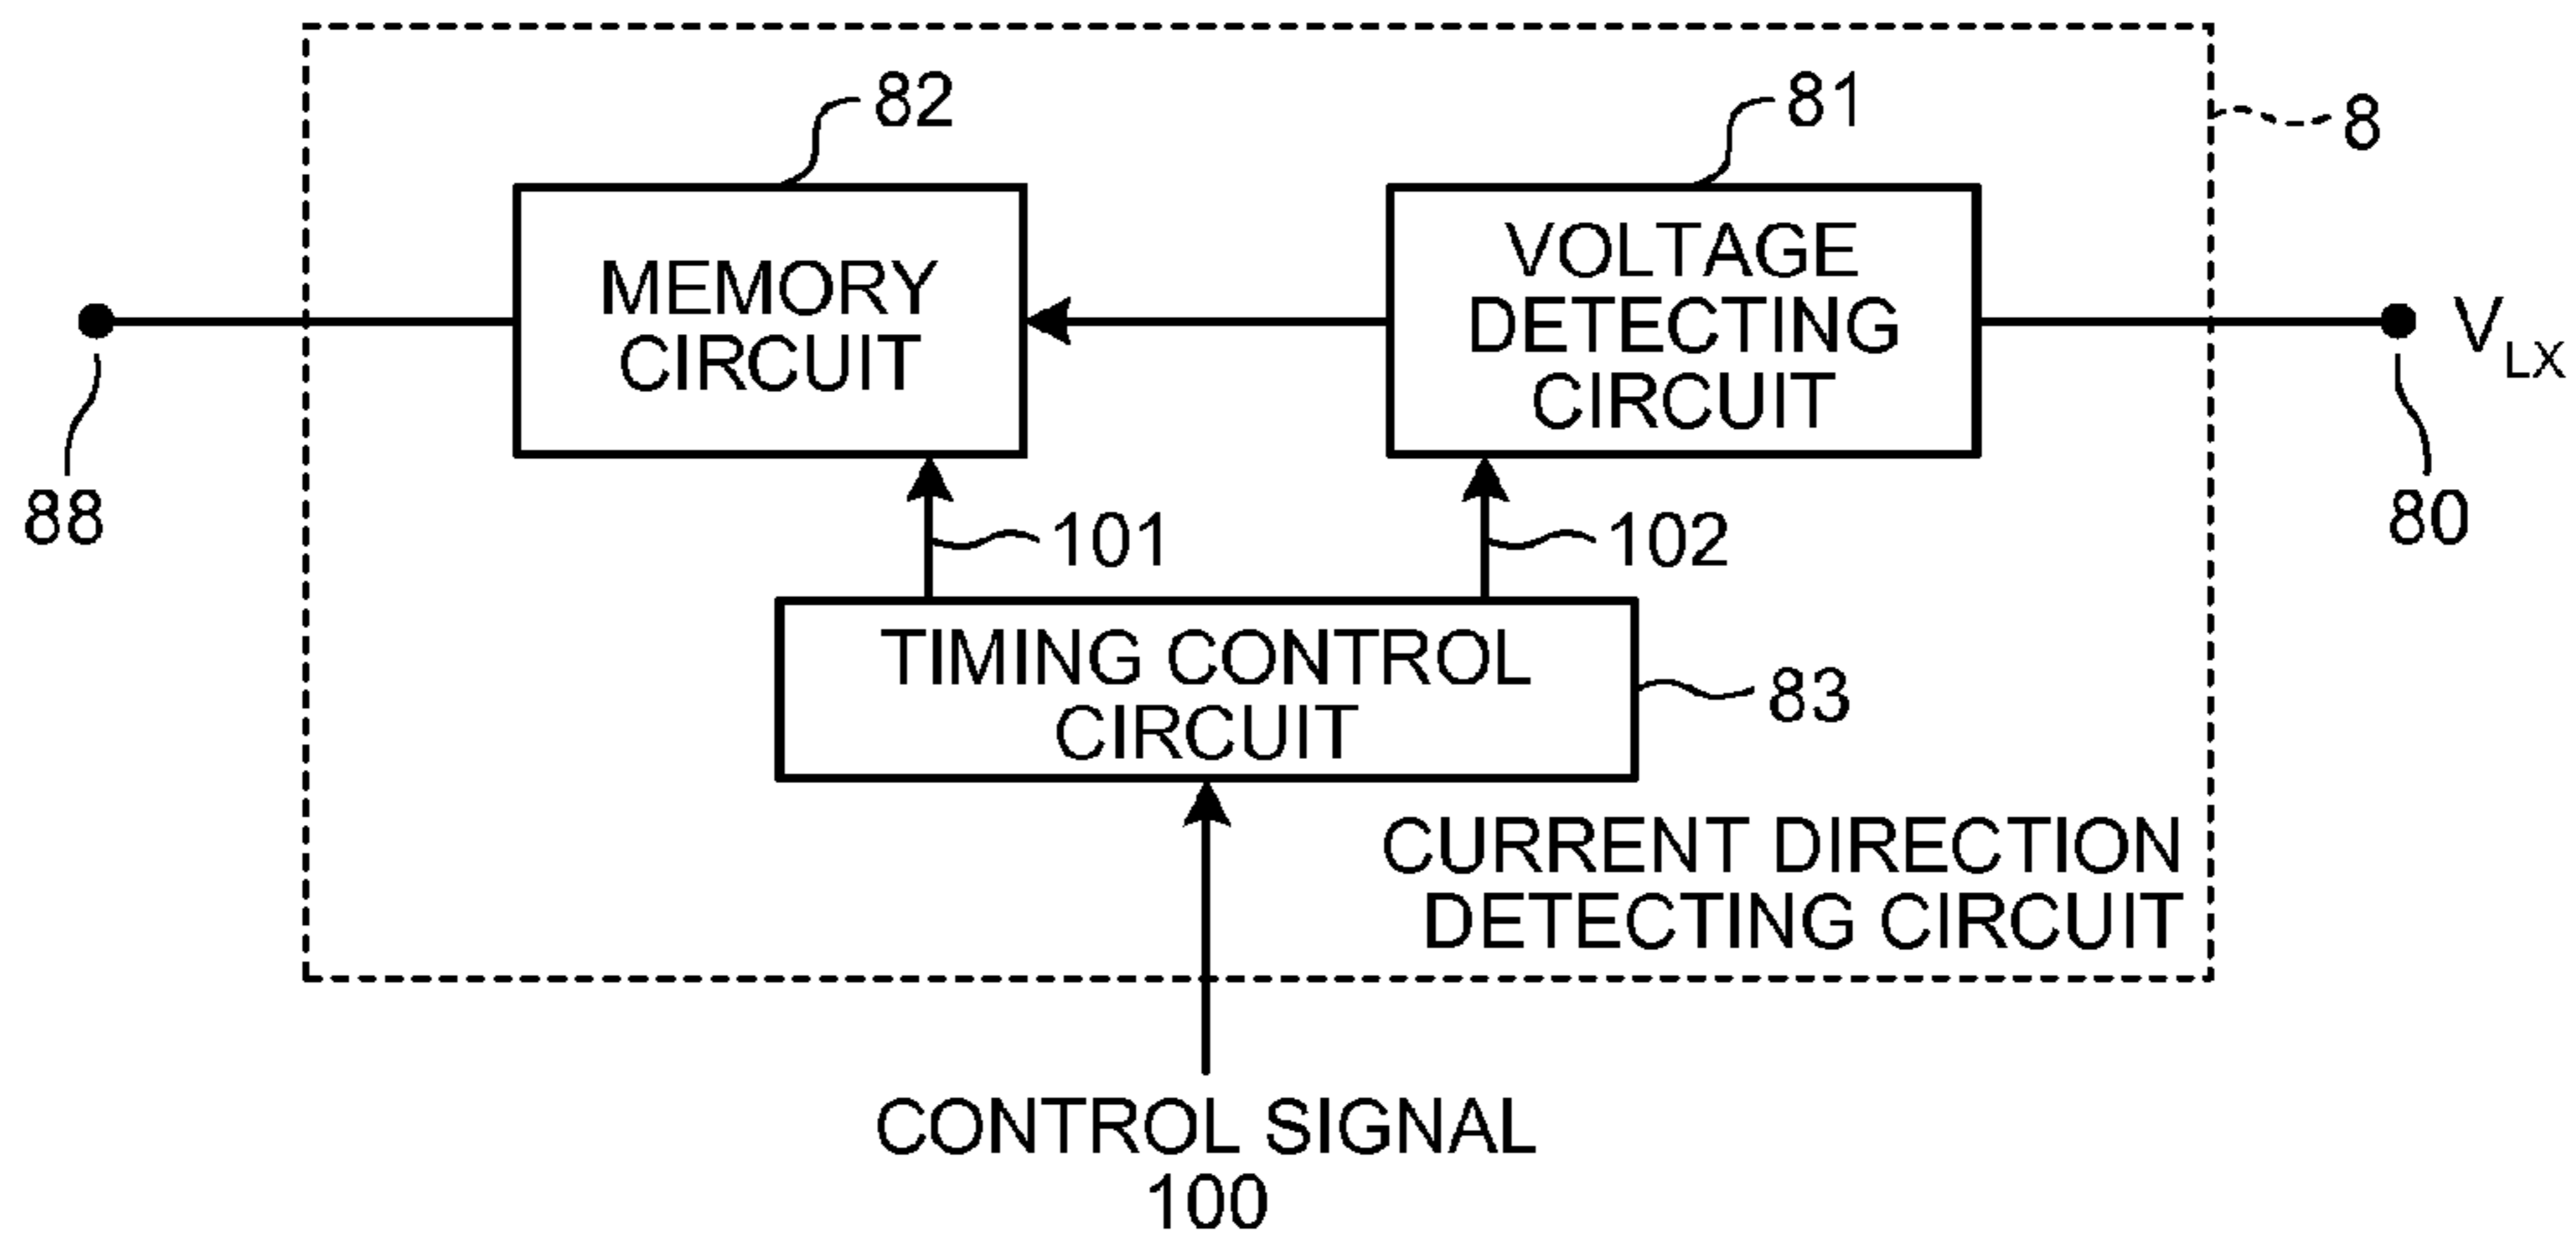 82
81
8
MEMORY
CIRCUIT
VOLTAGE
DETECTING
CIRCUIT
V_LX
88
101
102
80
TIMING CONTROL
CIRCUIT
83
CURRENT DIRECTION
DETECTING CIRCUIT
CONTROL SIGNAL
100